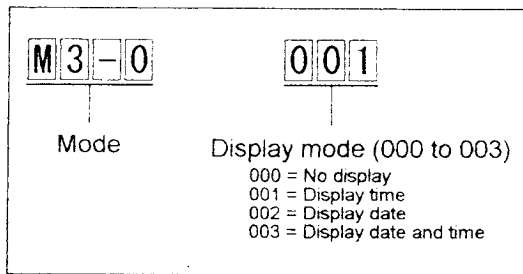 M3-0 001
Mode
Display mode (000 to 003)
000 = No display
001 = Display time
002 = Display date
003 = Display date and time